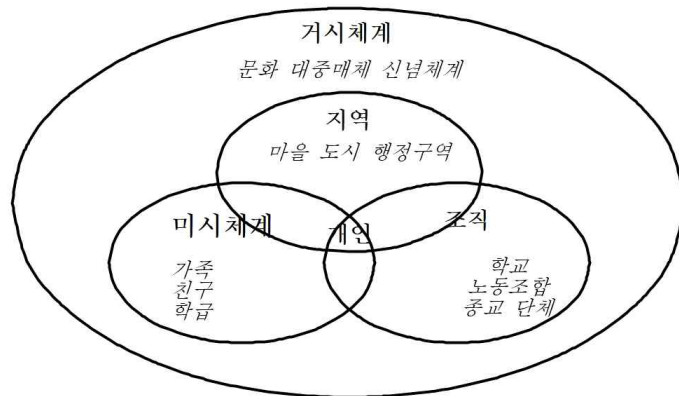 거시체계
문화 대중매체 신념체계
지역
마을 도시 행정구역
미시체계
개인
조직
가족
친구
학급
학교
노동조합
종교 단체